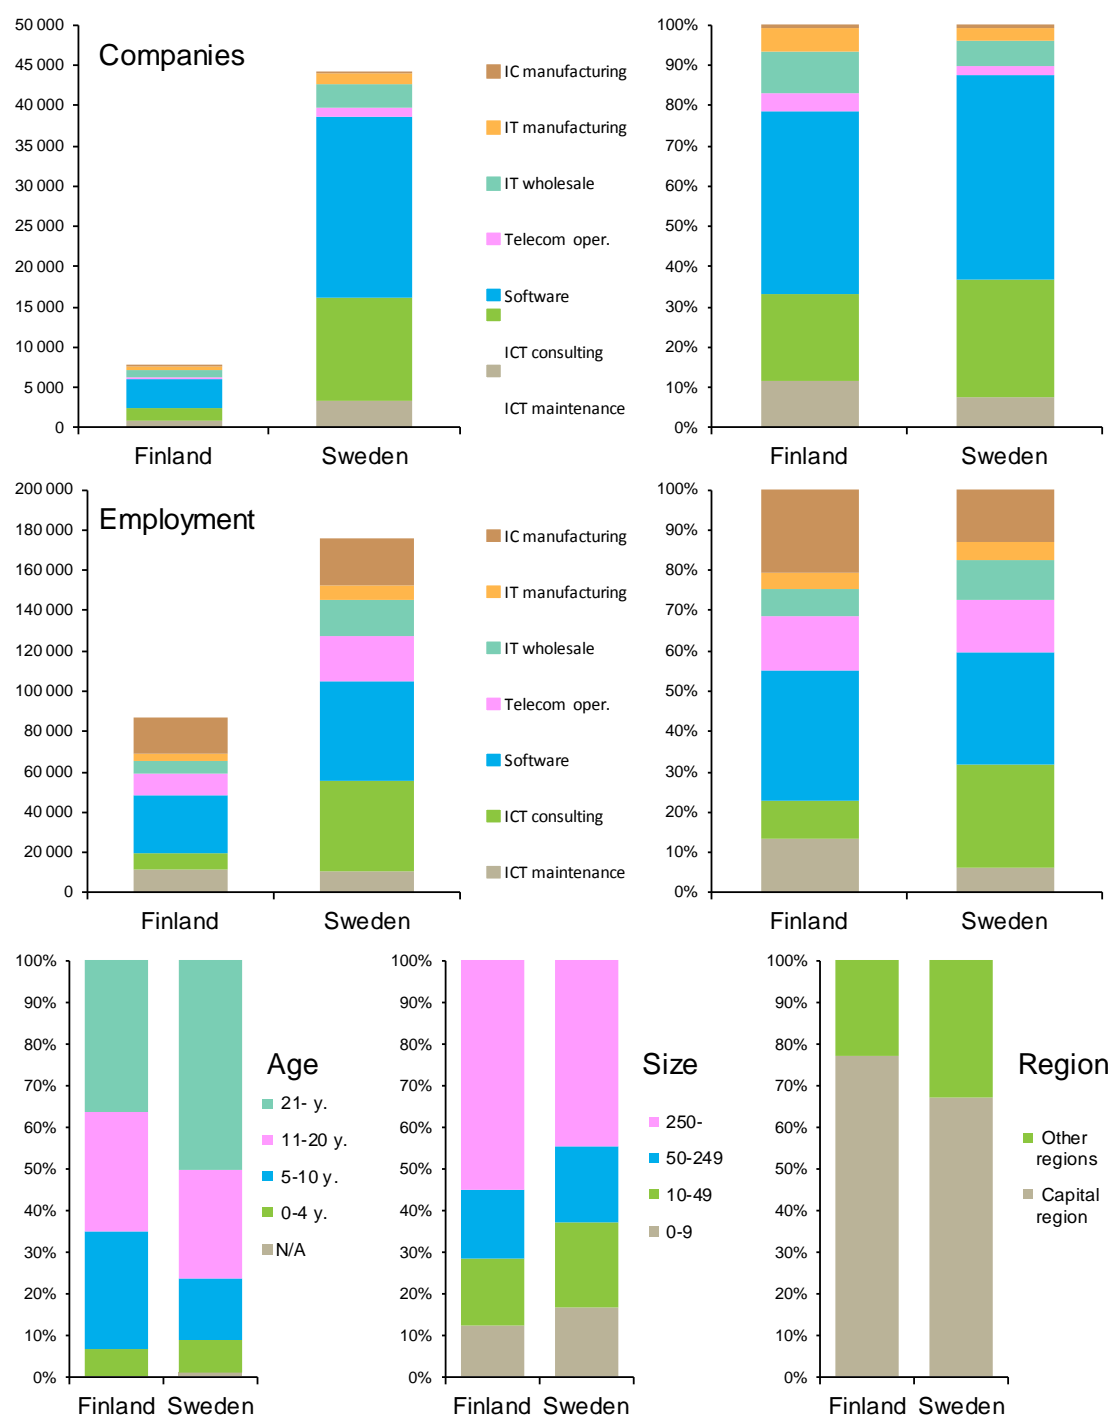 Companies
50 000
45 000
40 000
35 000
30 000
25 000
20 000
15 000
10 000
5 000
0
Finland
Sweden
IC manufacturing
IT manufacturing
IT wholesale
Telecom oper.
Software
ICT consulting
ICT maintenance
100%
90%
80%
70%
60%
50%
40%
30%
20%
10%
0%
Finland
Sweden
Employment
200 000
180 000
160 000
140 000
120 000
100 000
80 000
60 000
40 000
20 000
0
Finland
Sweden
IC manufacturing
IT manufacturing
IT wholesale
Telecom oper.
Software
ICT consulting
ICT maintenance
100%
90%
80%
70%
60%
50%
40%
30%
20%
10%
0%
Finland
Sweden
100%
90%
80%
70%
60%
50%
40%
30%
20%
10%
0%
Finland
Sweden
Age
21- y.
11-20 y.
5-10 y.
0-4 y.
N/A
100%
90%
80%
70%
60%
50%
40%
30%
20%
10%
0%
Finland
Sweden
Size
250-
50-249
10-49
0-9
100%
90%
80%
70%
60%
50%
40%
30%
20%
10%
0%
Finland
Sweden
Region
Other
regions
Capital
region